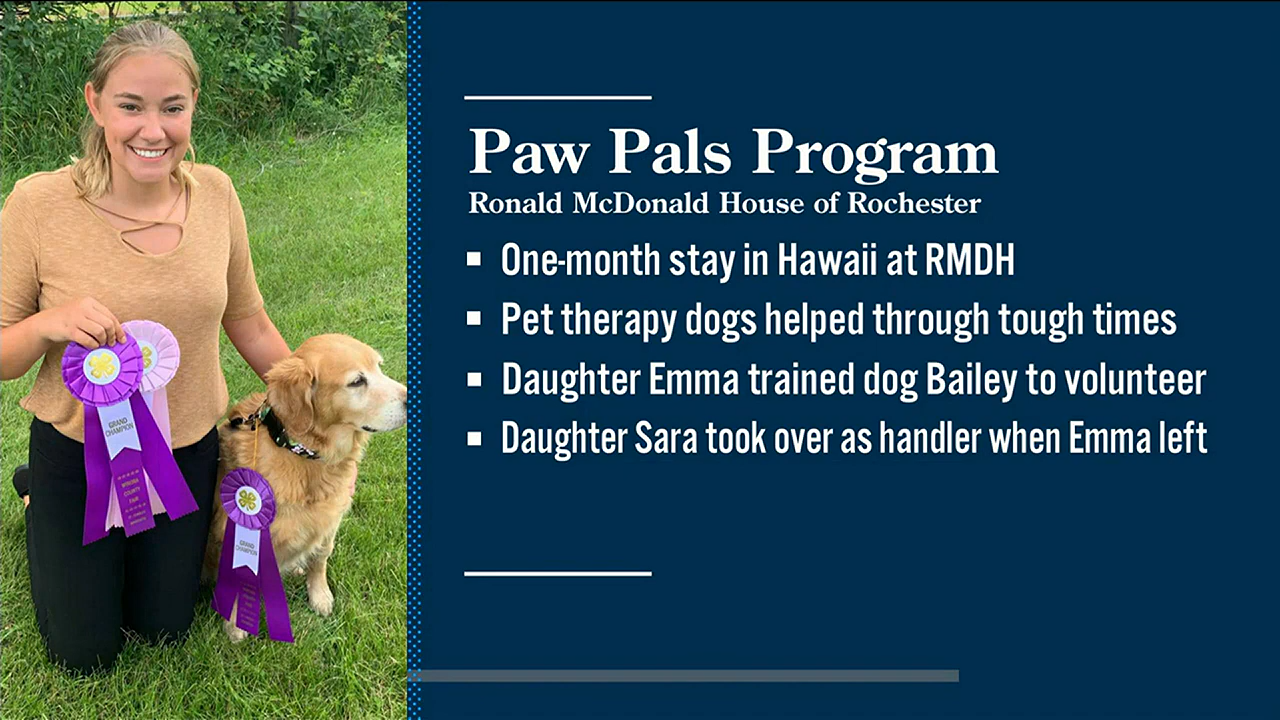 Paw Pals Program
Ronald McDonald House of Rochester
One-month stay in Hawaii at RMDH
Pet therapy dogs helped through tough times
Daughter Emma trained dog Bailey to volunteer
Daughter Sara took over as handler when Emma left
GRAND
CHAMPION
COUNTY
FAIR
GRAND
CHAMPION